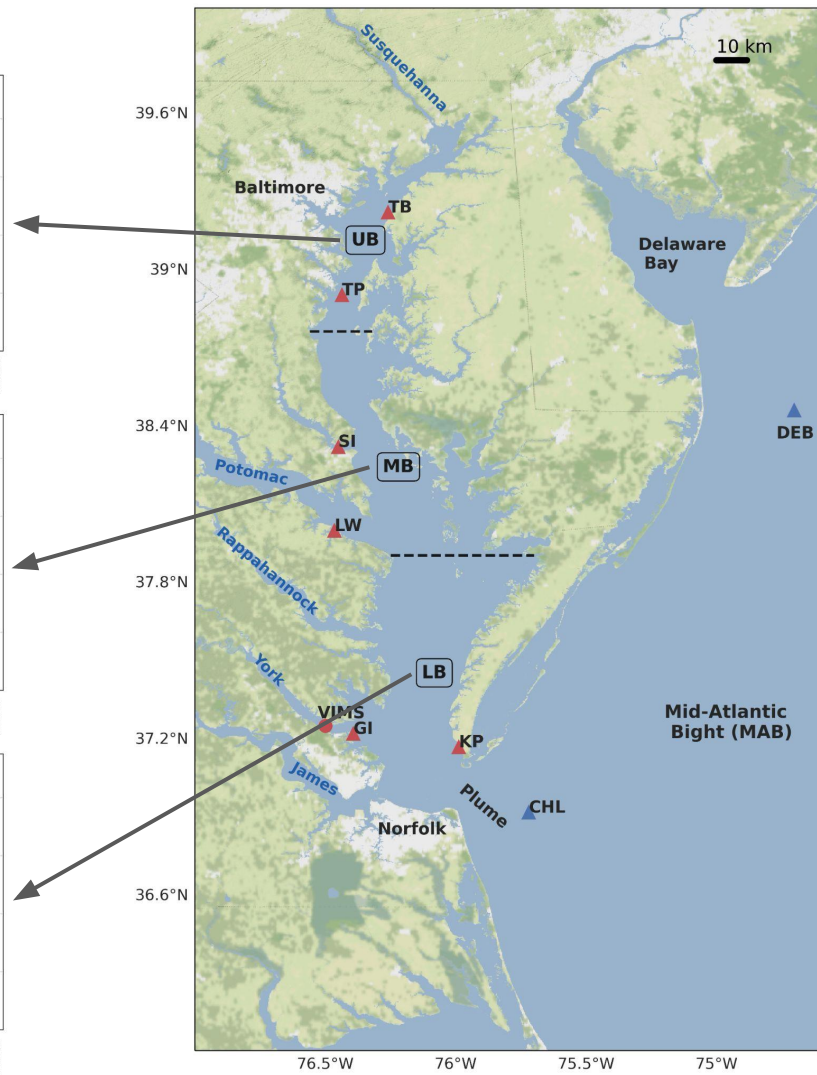 Susquehanna
10 km
39.6°N
Baltimore
TB
UB
Delaware
Bay
39°N
TP
38.4°N
DEB
SI
MB
Potomac
LW
Rappahannock
37.8°N
York
LB
VIMS
GI
Mid-Atlantic
Bight (MAB)
37.2°N
KP
James
Plume
CHL
Norfolk
36.6°N
76.5°W
76°W
75.5°W
75°W